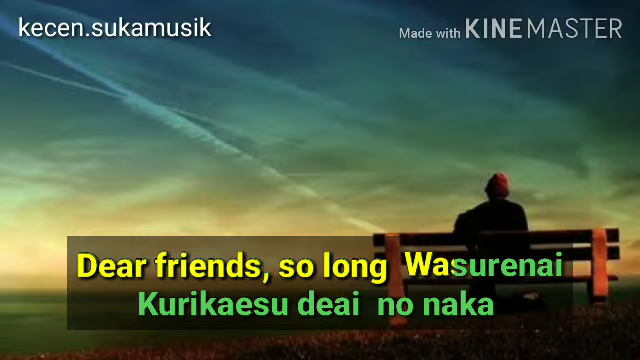 kecen.sukamusik
Made with KINEMASTER
Dear friends, so long Wasurenai
Kurikaesu deai no naka